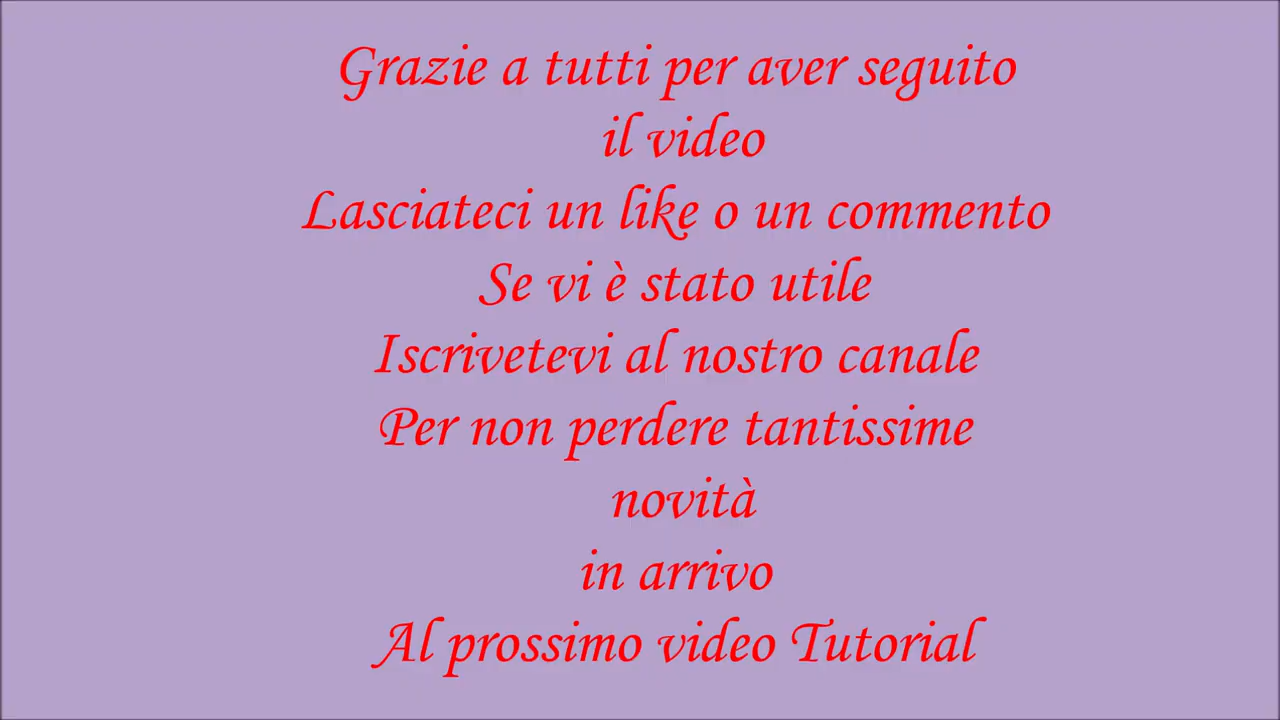 Grazie a tutti per aver seguito
il video
Lasciateci un like o un commento
Se vi è stato utile
Iscrivetevi al nostro canale
Per non perdere tantissime
novità
in arrivo
Al prossimo video Tutorial